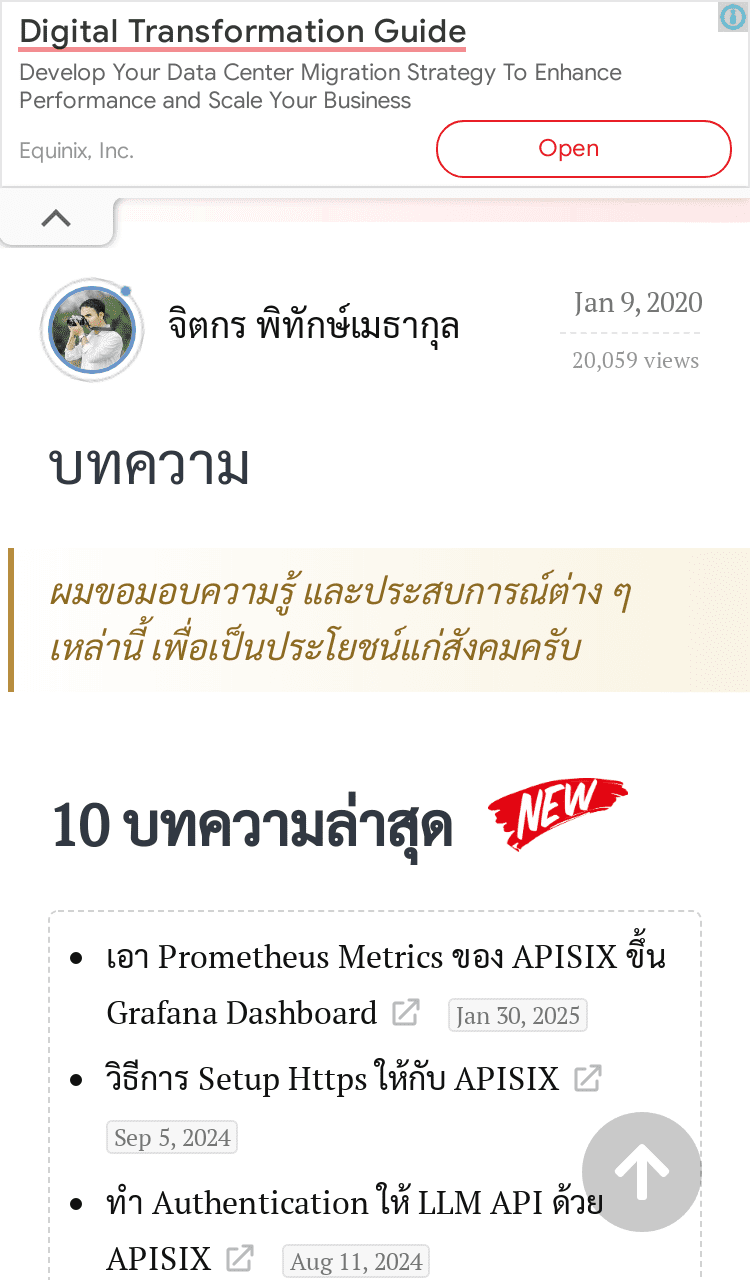 Digital Transformation Guide
Develop Your Data Center Migration Strategy To Enhance
Performance and Scale Your Business
Equinix, Inc.
Open
จิตกร พิทักษ์เมธากุล
Jan 9, 2020
20,059 views
บทความ
ผมขอมอบความรู้ และประสบการณ์ต่าง ๆ
เหล่านี้ เพื่อเป็นประโยชน์แก่สังคมครับ
10 บทความล่าสุด NEW
เอา Prometheus Metrics ของ APISIX ขึ้น
Grafana Dashboard Jan 30, 2025
วิธีการ Setup Https ให้กับ APISIX
Sep 5, 2024
ทำ Authentication ให้ LLM API ด้วย
APISIX Aug 11, 2024